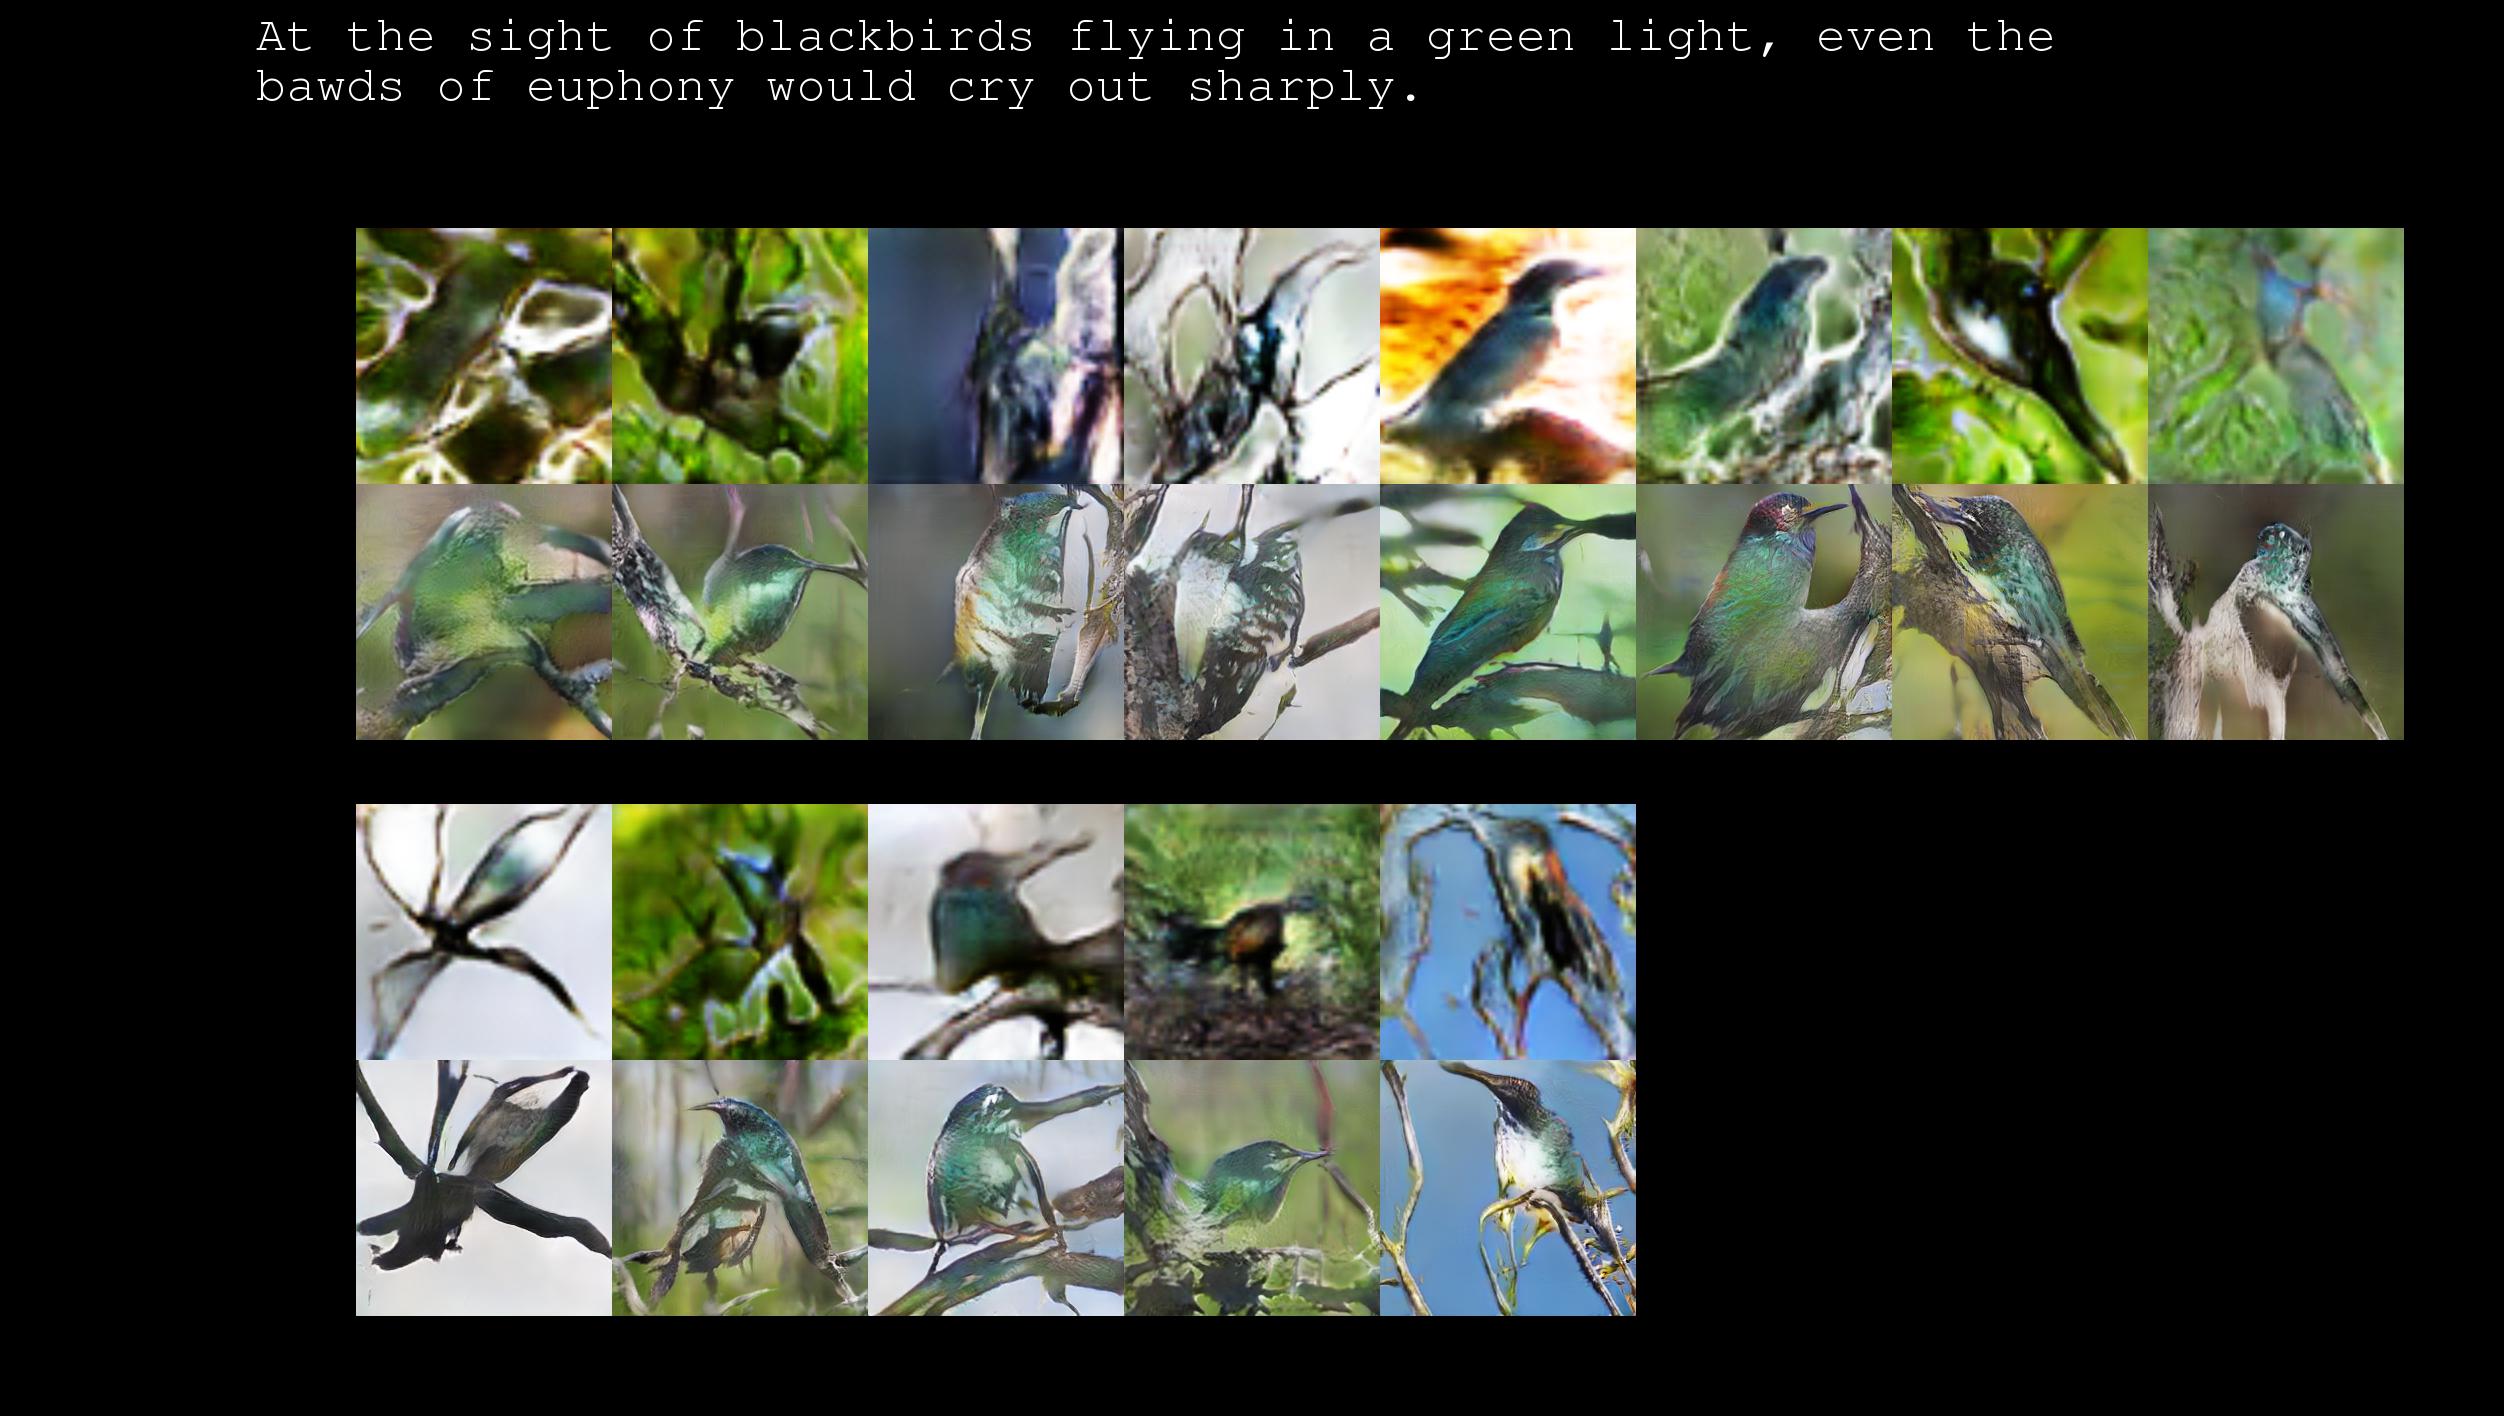 At the sight of blackbirds flying in a green light, even the
bawds of euphony would cry out sharply.